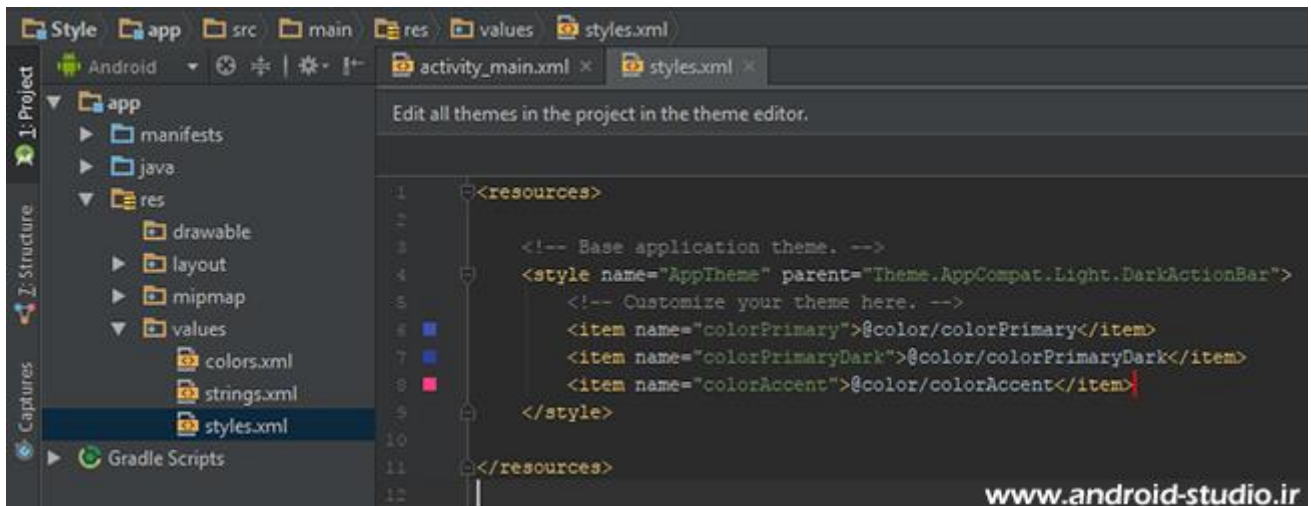 Style app src main res values styles.xml
Android
activity_main.xml × styles.xml ×
1: Project
Z: Structure
Captures
app
manifests
java
res
drawable
layout
mipmap
values
colors.xml
strings.xml
styles.xml
Gradle Scripts
Edit all themes in the project in the theme editor.
1 <resources>
2
3 <!-- Base application theme. -->
4 <style name="AppTheme" parent="Theme.AppCompat.Light.DarkActionBar">
5 <!-- Customize your theme here. -->
6 <item name="colorPrimary">@color/colorPrimary</item>
7 <item name="colorPrimaryDark">@color/colorPrimaryDark</item>
8 <item name="colorAccent">@color/colorAccent</item>
9 </style>
10
11 </resources>
12
www.android-studio.ir